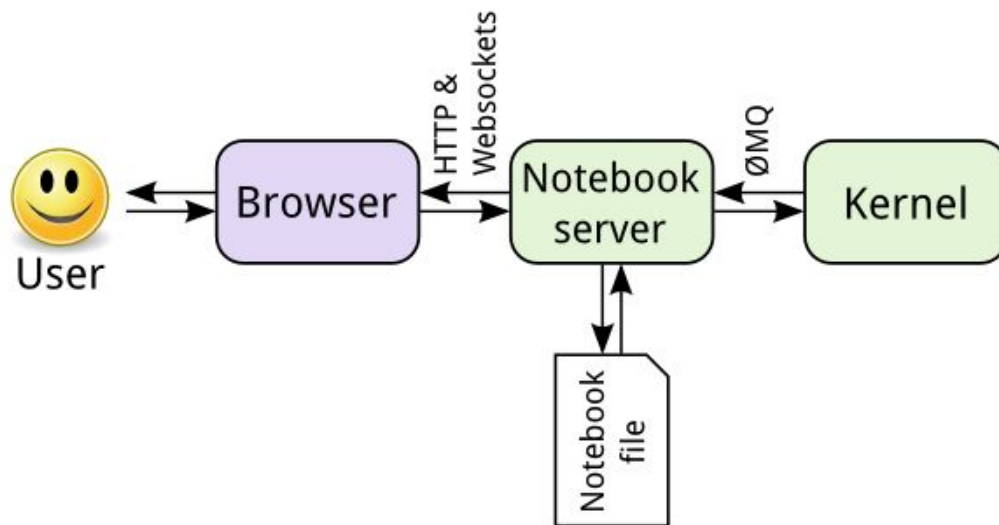 HTTP &
Websockets
ØMQ
User
Browser
Notebook
server
Kernel
Notebook
file